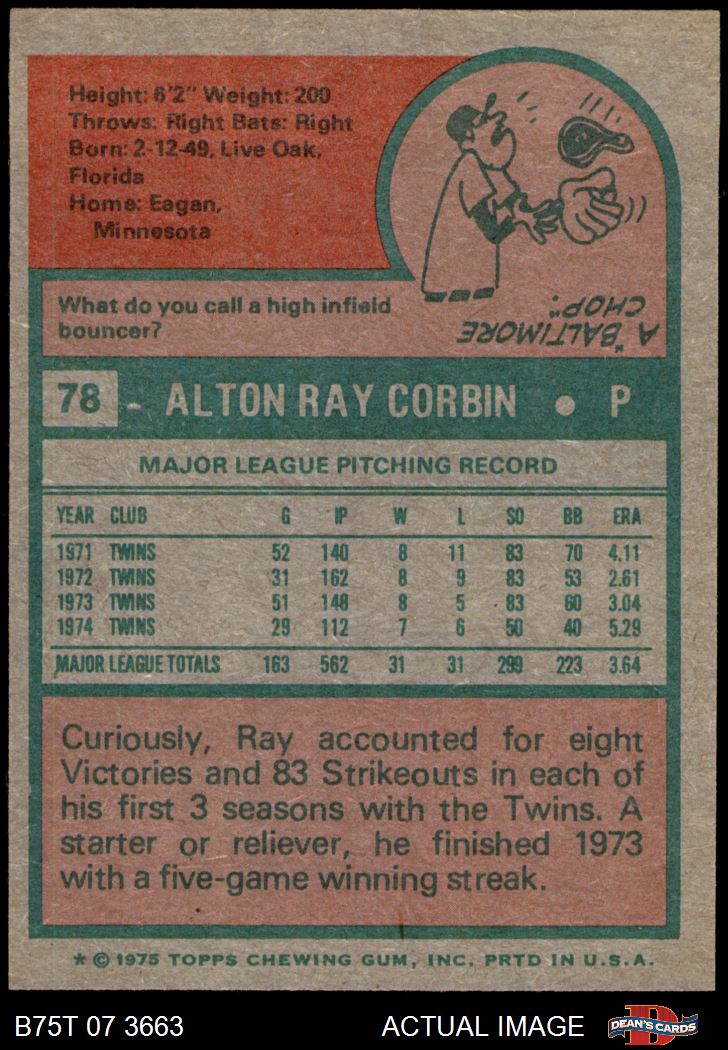 Height: 6'2" Weight: 200
Throws: Right Bats: Right
Born: 2-12-49, Live Oak,
Florida
Home: Eagan,
Minnesota
What do you call a high infield
bouncer?
A "BALTIMORE
CHOP".
78 - ALTON RAY CORBIN • P
MAJOR LEAGUE PITCHING RECORD
YEAR CLUB G IP W L SO BB ERA
1971 TWINS 52 140 8 11 83 70 4.11
1972 TWINS 31 162 8 9 83 53 2.61
1973 TWINS 51 148 8 5 83 60 3.04
1974 TWINS 29 112 7 6 50 40 5.29
MAJOR LEAGUE TOTALS 163 562 31 31 299 223 3.64
Curiously, Ray accounted for eight
Victories and 83 Strikeouts in each of
his first 3 seasons with the Twins. A
starter or reliever, he finished 1973
with a five-game winning streak.
* © 1975 TOPPS CHEWING GUM, INC. PRTD IN U.S.A.
B75T 07 3663 ACTUAL IMAGE DEAN'S CARDS